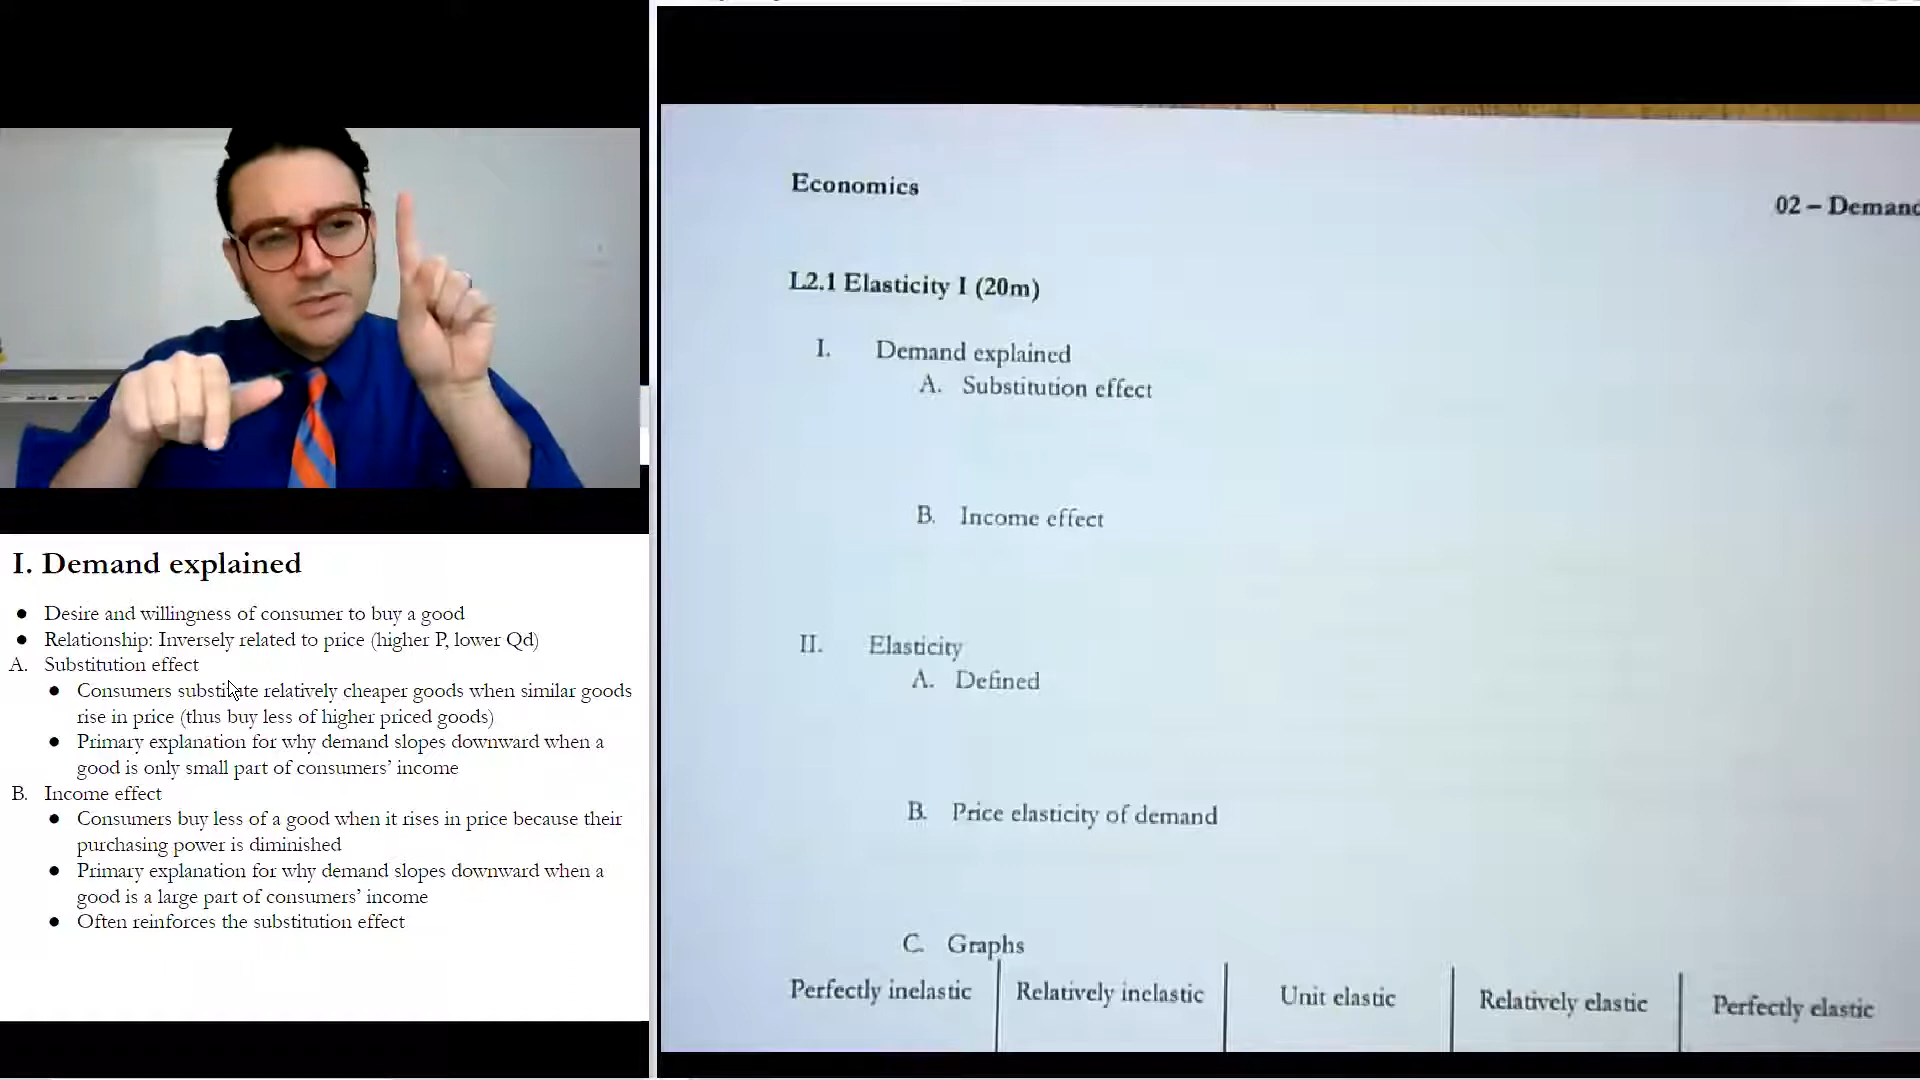 I. Demand explained
● Desire and willingness of consumer to buy a good
● Relationship: Inversely related to price (higher P, lower Qd)
A. Substitution effect
● Consumers substitute relatively cheaper goods when similar goods
rise in price (thus buy less of higher priced goods)
● Primary explanation for why demand slopes downward when a
good is only small part of consumers’ income
B. Income effect
● Consumers buy less of a good when it rises in price because their
purchasing power is diminished
● Primary explanation for why demand slopes downward when a
good is a large part of consumers’ income
● Often reinforces the substitution effect
Economics
02 – Demand
L2.1 Elasticity I (20m)
I. Demand explained
A. Substitution effect
B. Income effect
II. Elasticity
A. Defined
B. Price elasticity of demand
C. Graphs
Perfectly inelastic Relatively inelastic Unit elastic Relatively elastic Perfectly elastic